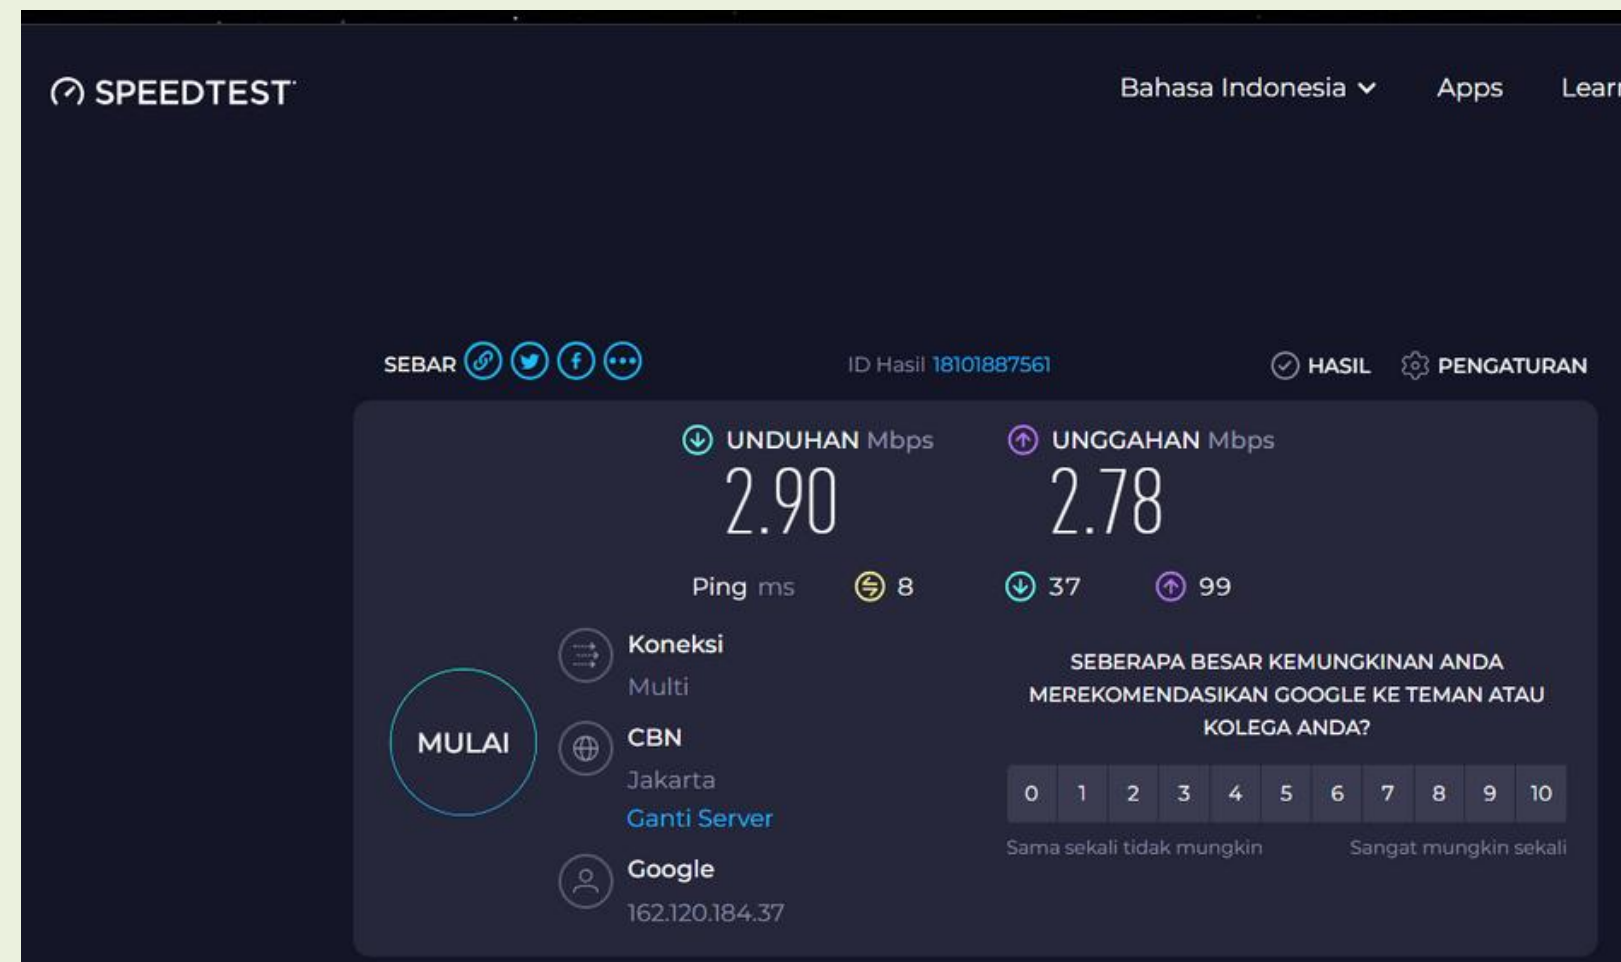 SPEEDTEST
Bahasa Indonesia Apps Learn
SEBAR ID Hasil 18101887561 HASIL PENGATURAN
UNDUHAN Mbps UNGGAHAN Mbps
2.90 2.78
Ping ms 8 37 99
MULAI
Koneksi
Multi
CBN
Jakarta
Ganti Server
Google
162.120.184.37
SEBERAPA BESAR KEMUNGKINAN ANDA
MEREKOMENDASIKAN GOOGLE KE TEMAN ATAU
KOLEGA ANDA?
0 1 2 3 4 5 6 7 8 9 10
Sama sekali tidak mungkin Sangat mungkin sekali